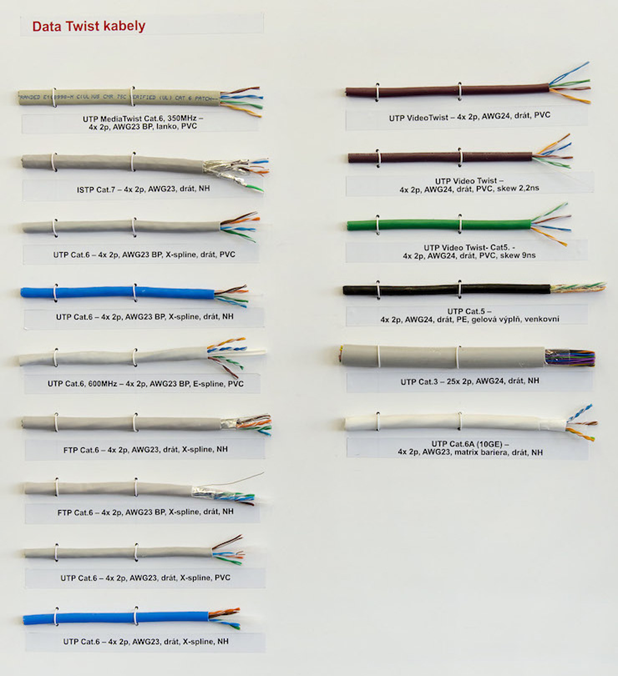 Data Twist kabely
UTP MediaTwist Cat.6, 350MHz –
4x 2p, AWG23 BP, lanko, PVC
ISTP Cat.7 – 4x 2p, AWG23, drát, NH
UTP Cat.6 – 4x 2p, AWG23 BP, X-spline, drát, PVC
UTP Cat.6 – 4x 2p, AWG23 BP, X-spline, drát, NH
UTP Cat.6, 600MHz – 4x 2p, AWG23 BP, E-spline, PVC
FTP Cat.6 – 4x 2p, AWG23, drát, X-spline, NH
FTP Cat.6 – 4x 2p, AWG23 BP, X-spline, drát, NH
UTP Cat.6 – 4x 2p, AWG23, drát, X-spline, PVC
UTP Cat.6 – 4x 2p, AWG23, drát, X-spline, NH
UTP VideoTwist – 4x 2p, AWG24, drát, PVC
UTP Video Twist –
4x 2p, AWG24, drát, PVC, skew 2,2ns
UTP Video Twist- Cat5. -
4x 2p, AWG24, drát, PVC, skew 9ns
UTP Cat.5 –
4x 2p, AWG24, drát, PE, gelová výplň, venkovní
UTP Cat.3 – 25x 2p, AWG24, drát, NH
UTP Cat.6A (10GE) –
4x 2p, AWG23, matrix bariera, drát, NH